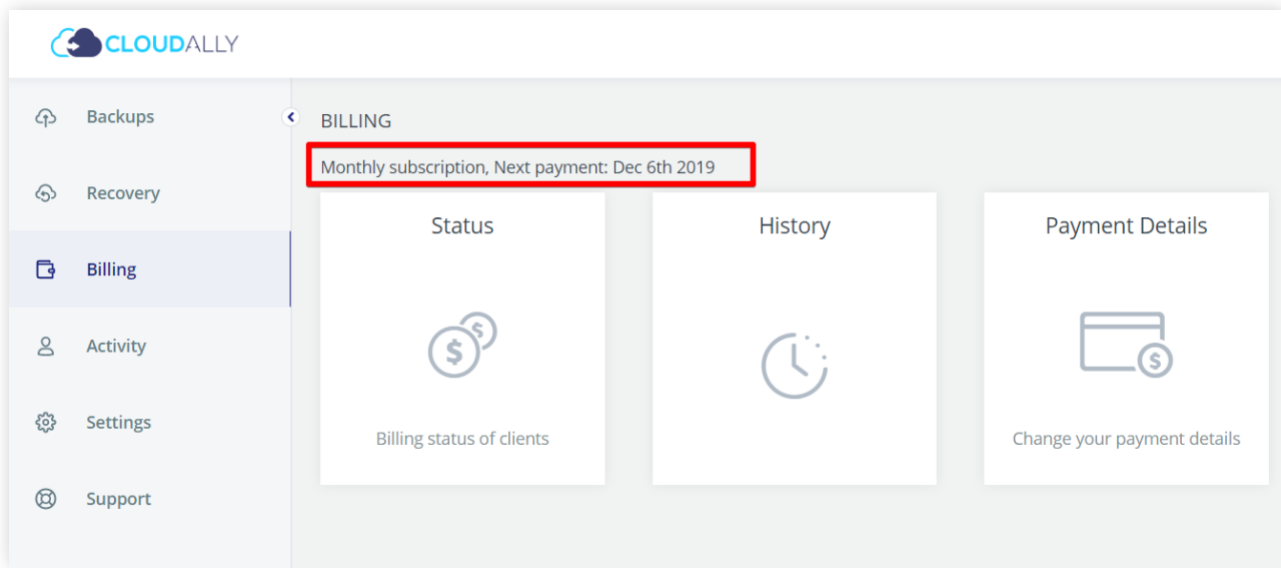 CLOUDALLY
Backups
Recovery
Billing
Activity
Settings
Support
BILLING
Monthly subscription, Next payment: Dec 6th 2019
Status
$
$
Billing status of clients
History
Payment Details
$
Change your payment details